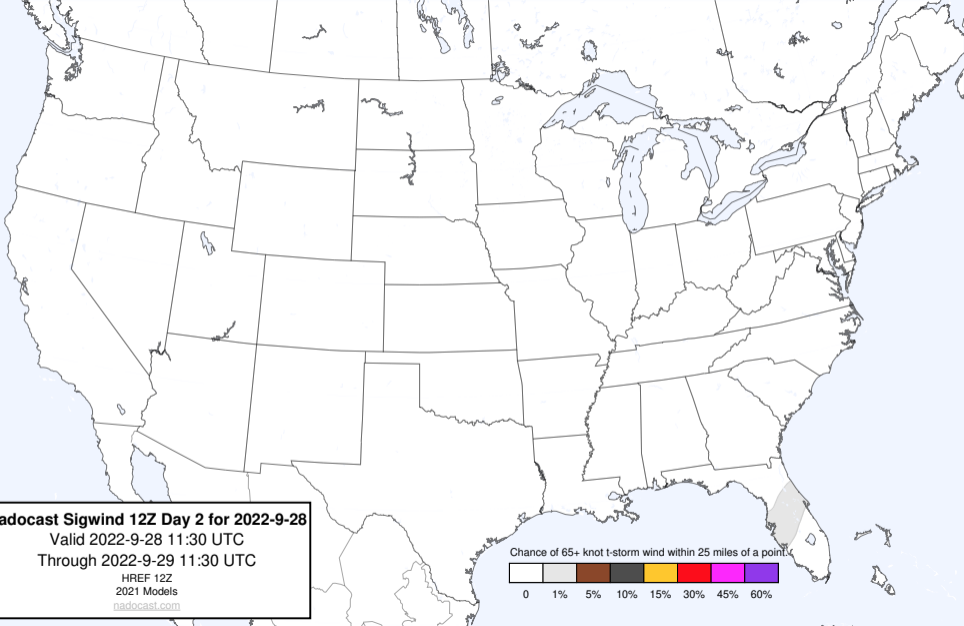 adocast Sigwind 12Z Day 2 for 2022-9-28
Valid 2022-9-28 11:30 UTC
Through 2022-9-29 11:30 UTC
HREF 12Z
2021 Models
nadocast.com
Chance of 65+ knot t-storm wind within 25 miles of a point.
0 1% 5% 10% 15% 30% 45% 60%